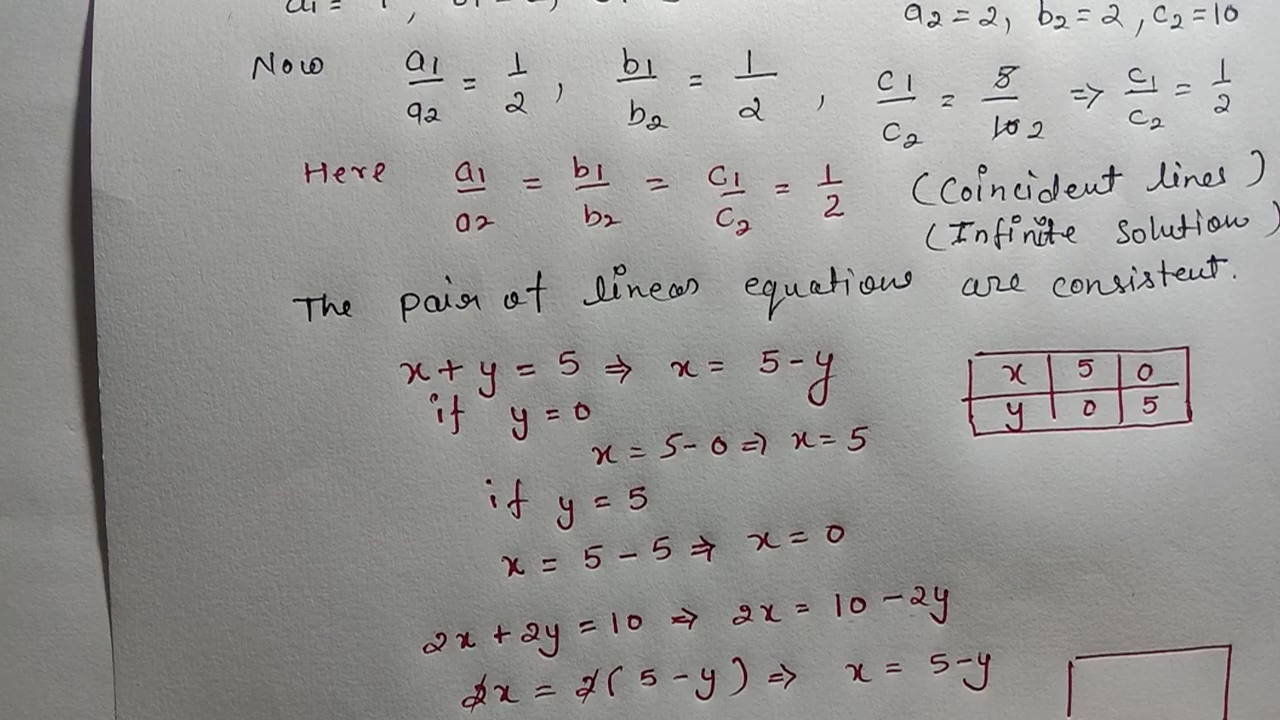 a2 = 2, b2 = 2, c2 = 10
Now a1/a2 = 1/2, b1/b2 = 1/2, c1/c2 = 5/10 2 ⇒ c1/c2 = 1/2
Here a1/a2 = b1/b2 = c1/c2 = 1/2 (Coincident lines)
(Infinite solution)
The pair of linear equations are consistent.
x + y = 5 ⇒ x = 5 - y
x 5 0
if y = 0
y 0 5
x = 5 - 0 ⇒ x = 5
if y = 5
x = 5 - 5 ⇒ x = 0
2x + 2y = 10 ⇒ 2x = 10 - 2y
2x = 2(5 - y) ⇒ x = 5 - y